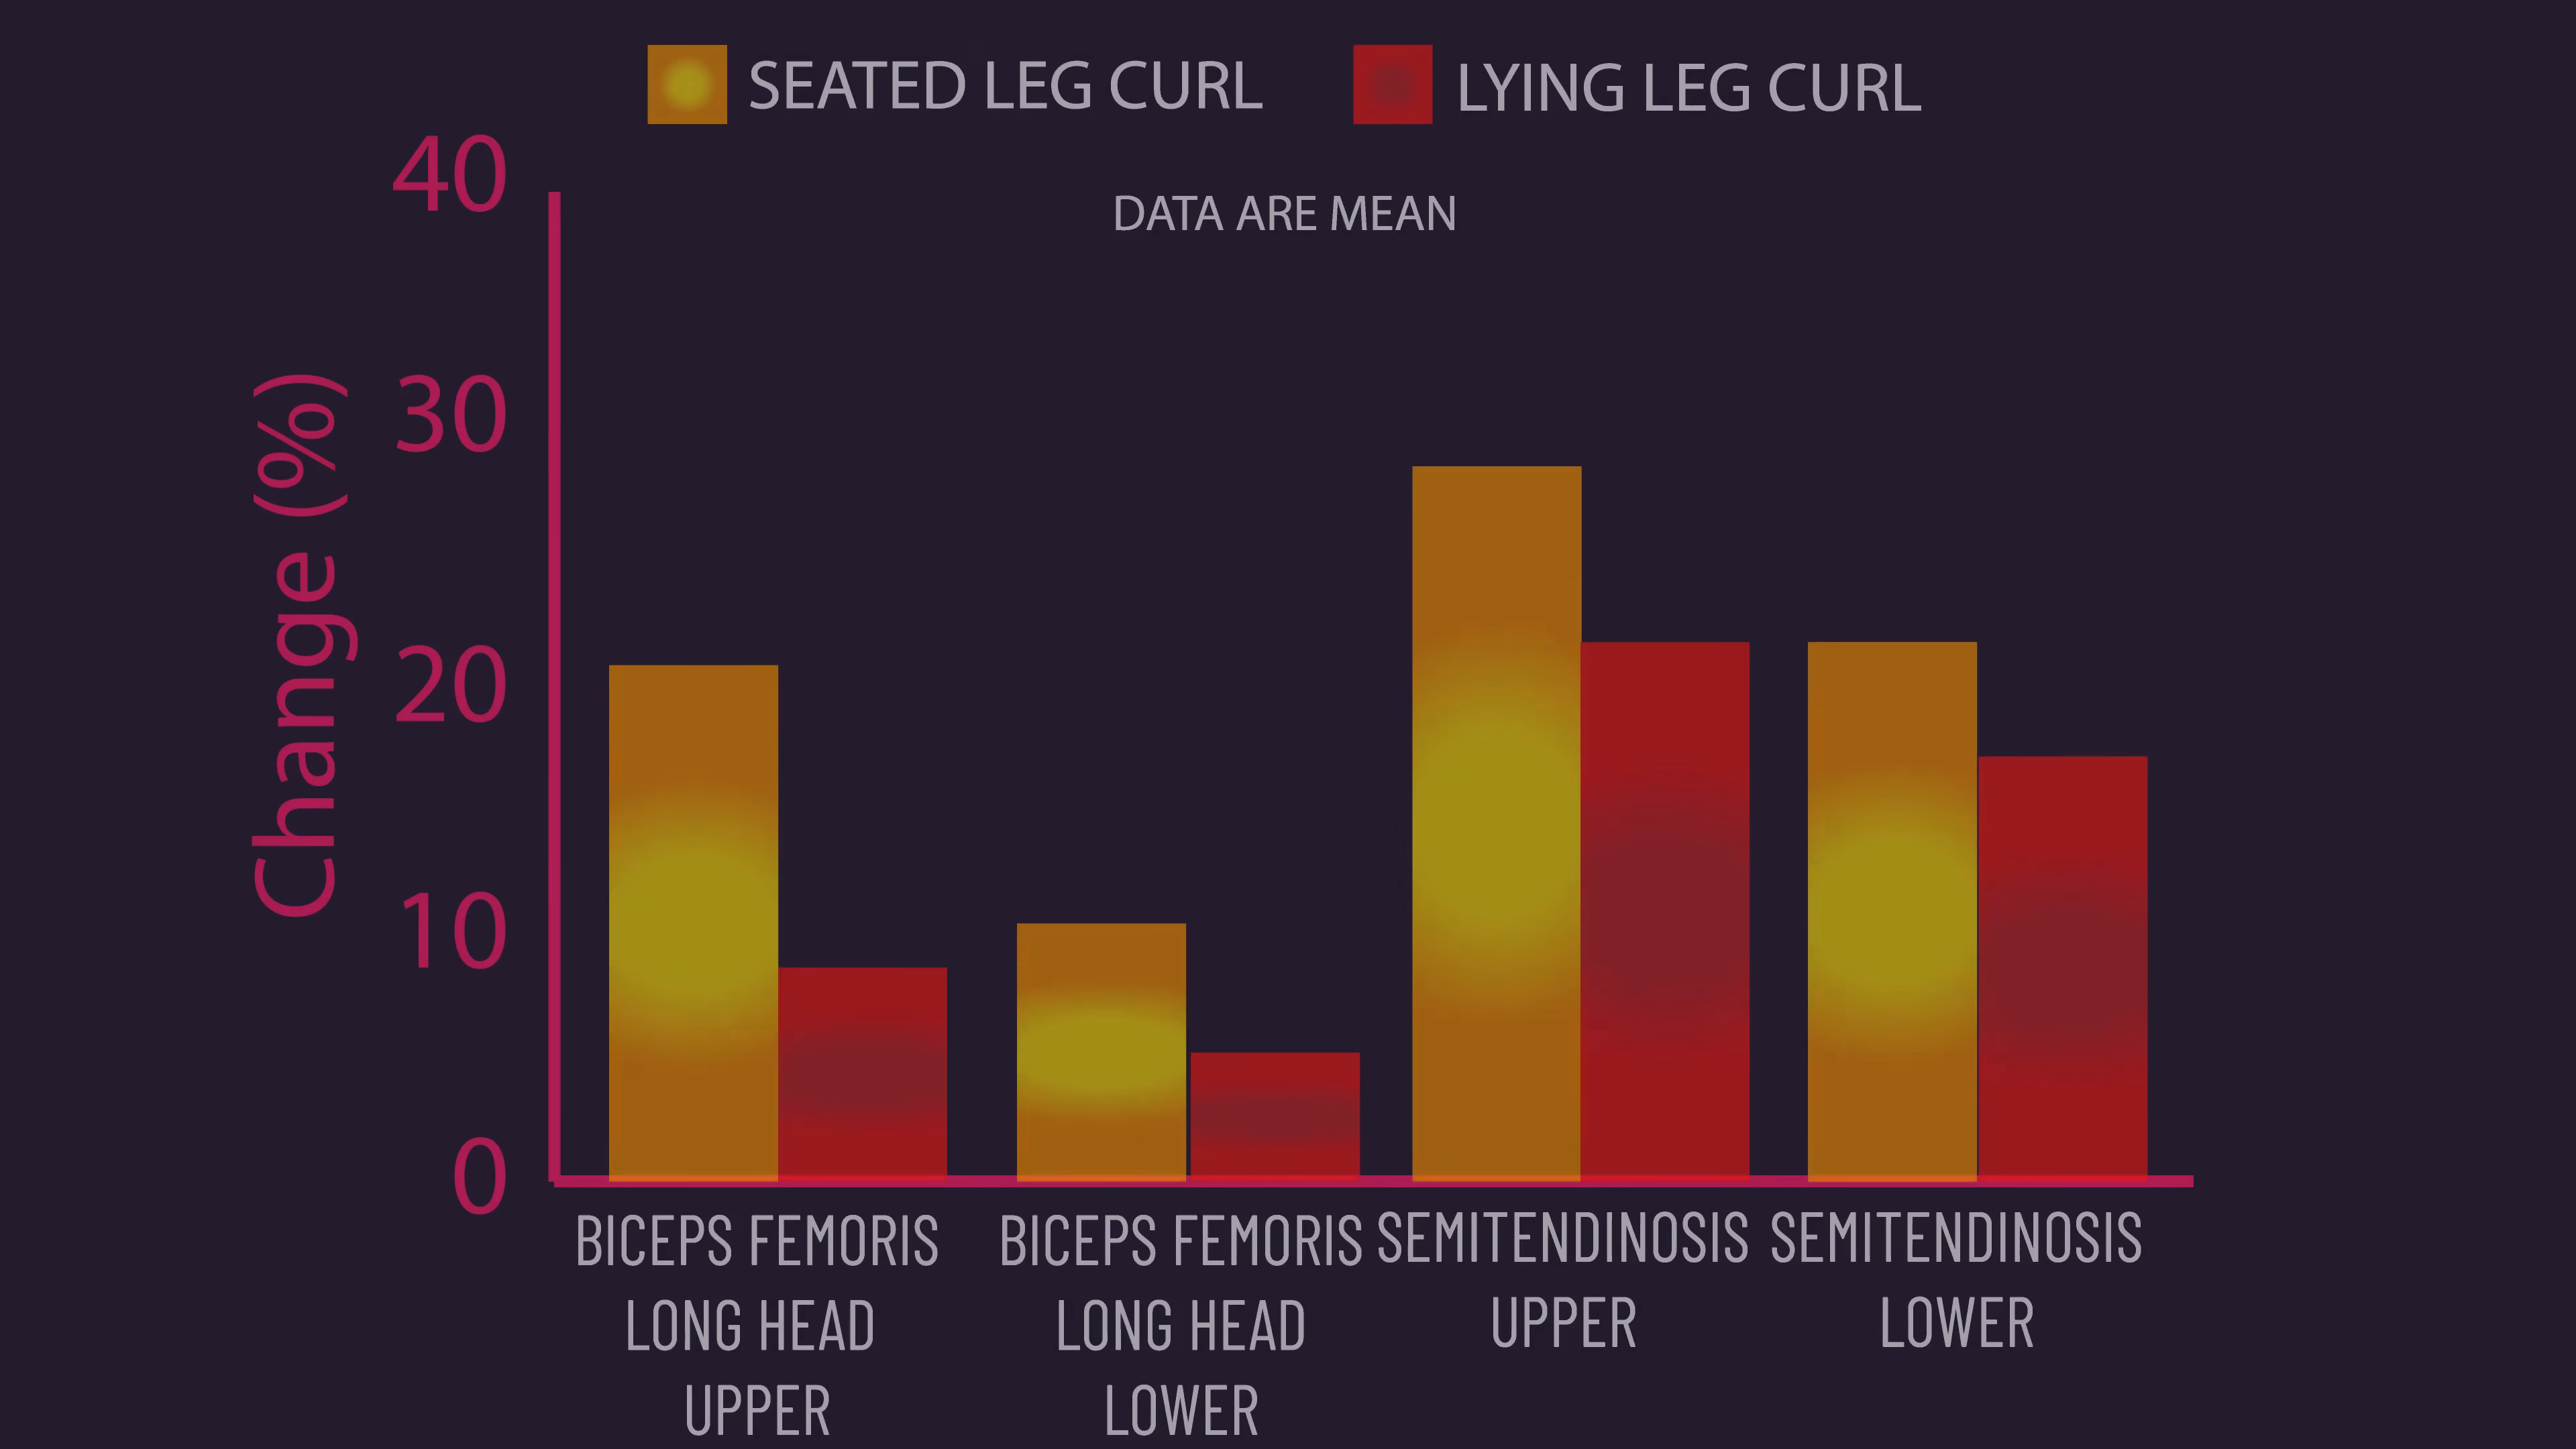 SEATED LEG CURL
LYING LEG CURL
DATA ARE MEAN
Change (%)
40
30
20
10
0
BICEPS FEMORIS
LONG HEAD
UPPER
BICEPS FEMORIS
LONG HEAD
LOWER
SEMITENDINOSIS
UPPER
SEMITENDINOSIS
LOWER